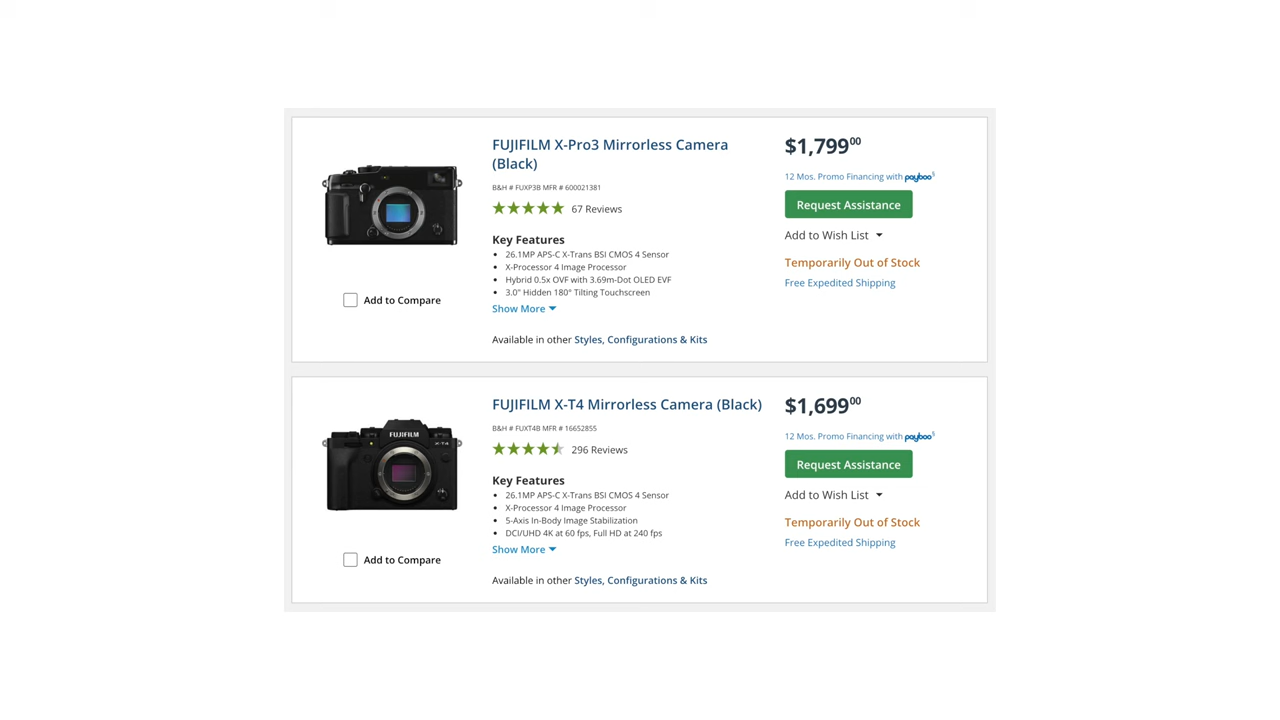 FUJIFILM X-Pro3 Mirrorless Camera
(Black)
B&H # FUXP3B MFR # 600021381
67 Reviews
Key Features
• 26.1MP APS-C X-Trans BSI CMOS 4 Sensor
• X-Processor 4 Image Processor
• Hybrid 0.5x OVF with 3.69m-Dot OLED EVF
• 3.0" Hidden 180° Tilting Touchscreen
Show More
Available in other Styles, Configurations & Kits
Add to Compare
$1,799.00
12 Mos. Promo Financing with payboo§
Request Assistance
Add to Wish List
Temporarily Out of Stock
Free Expedited Shipping
FUJIFILM
X-T4
FUJIFILM X-T4 Mirrorless Camera (Black)
B&H # FUXT4B MFR # 16652855
296 Reviews
Key Features
• 26.1MP APS-C X-Trans BSI CMOS 4 Sensor
• X-Processor 4 Image Processor
• 5-Axis In-Body Image Stabilization
• DCI/UHD 4K at 60 fps, Full HD at 240 fps
Show More
Available in other Styles, Configurations & Kits
Add to Compare
$1,699.00
12 Mos. Promo Financing with payboo§
Request Assistance
Add to Wish List
Temporarily Out of Stock
Free Expedited Shipping